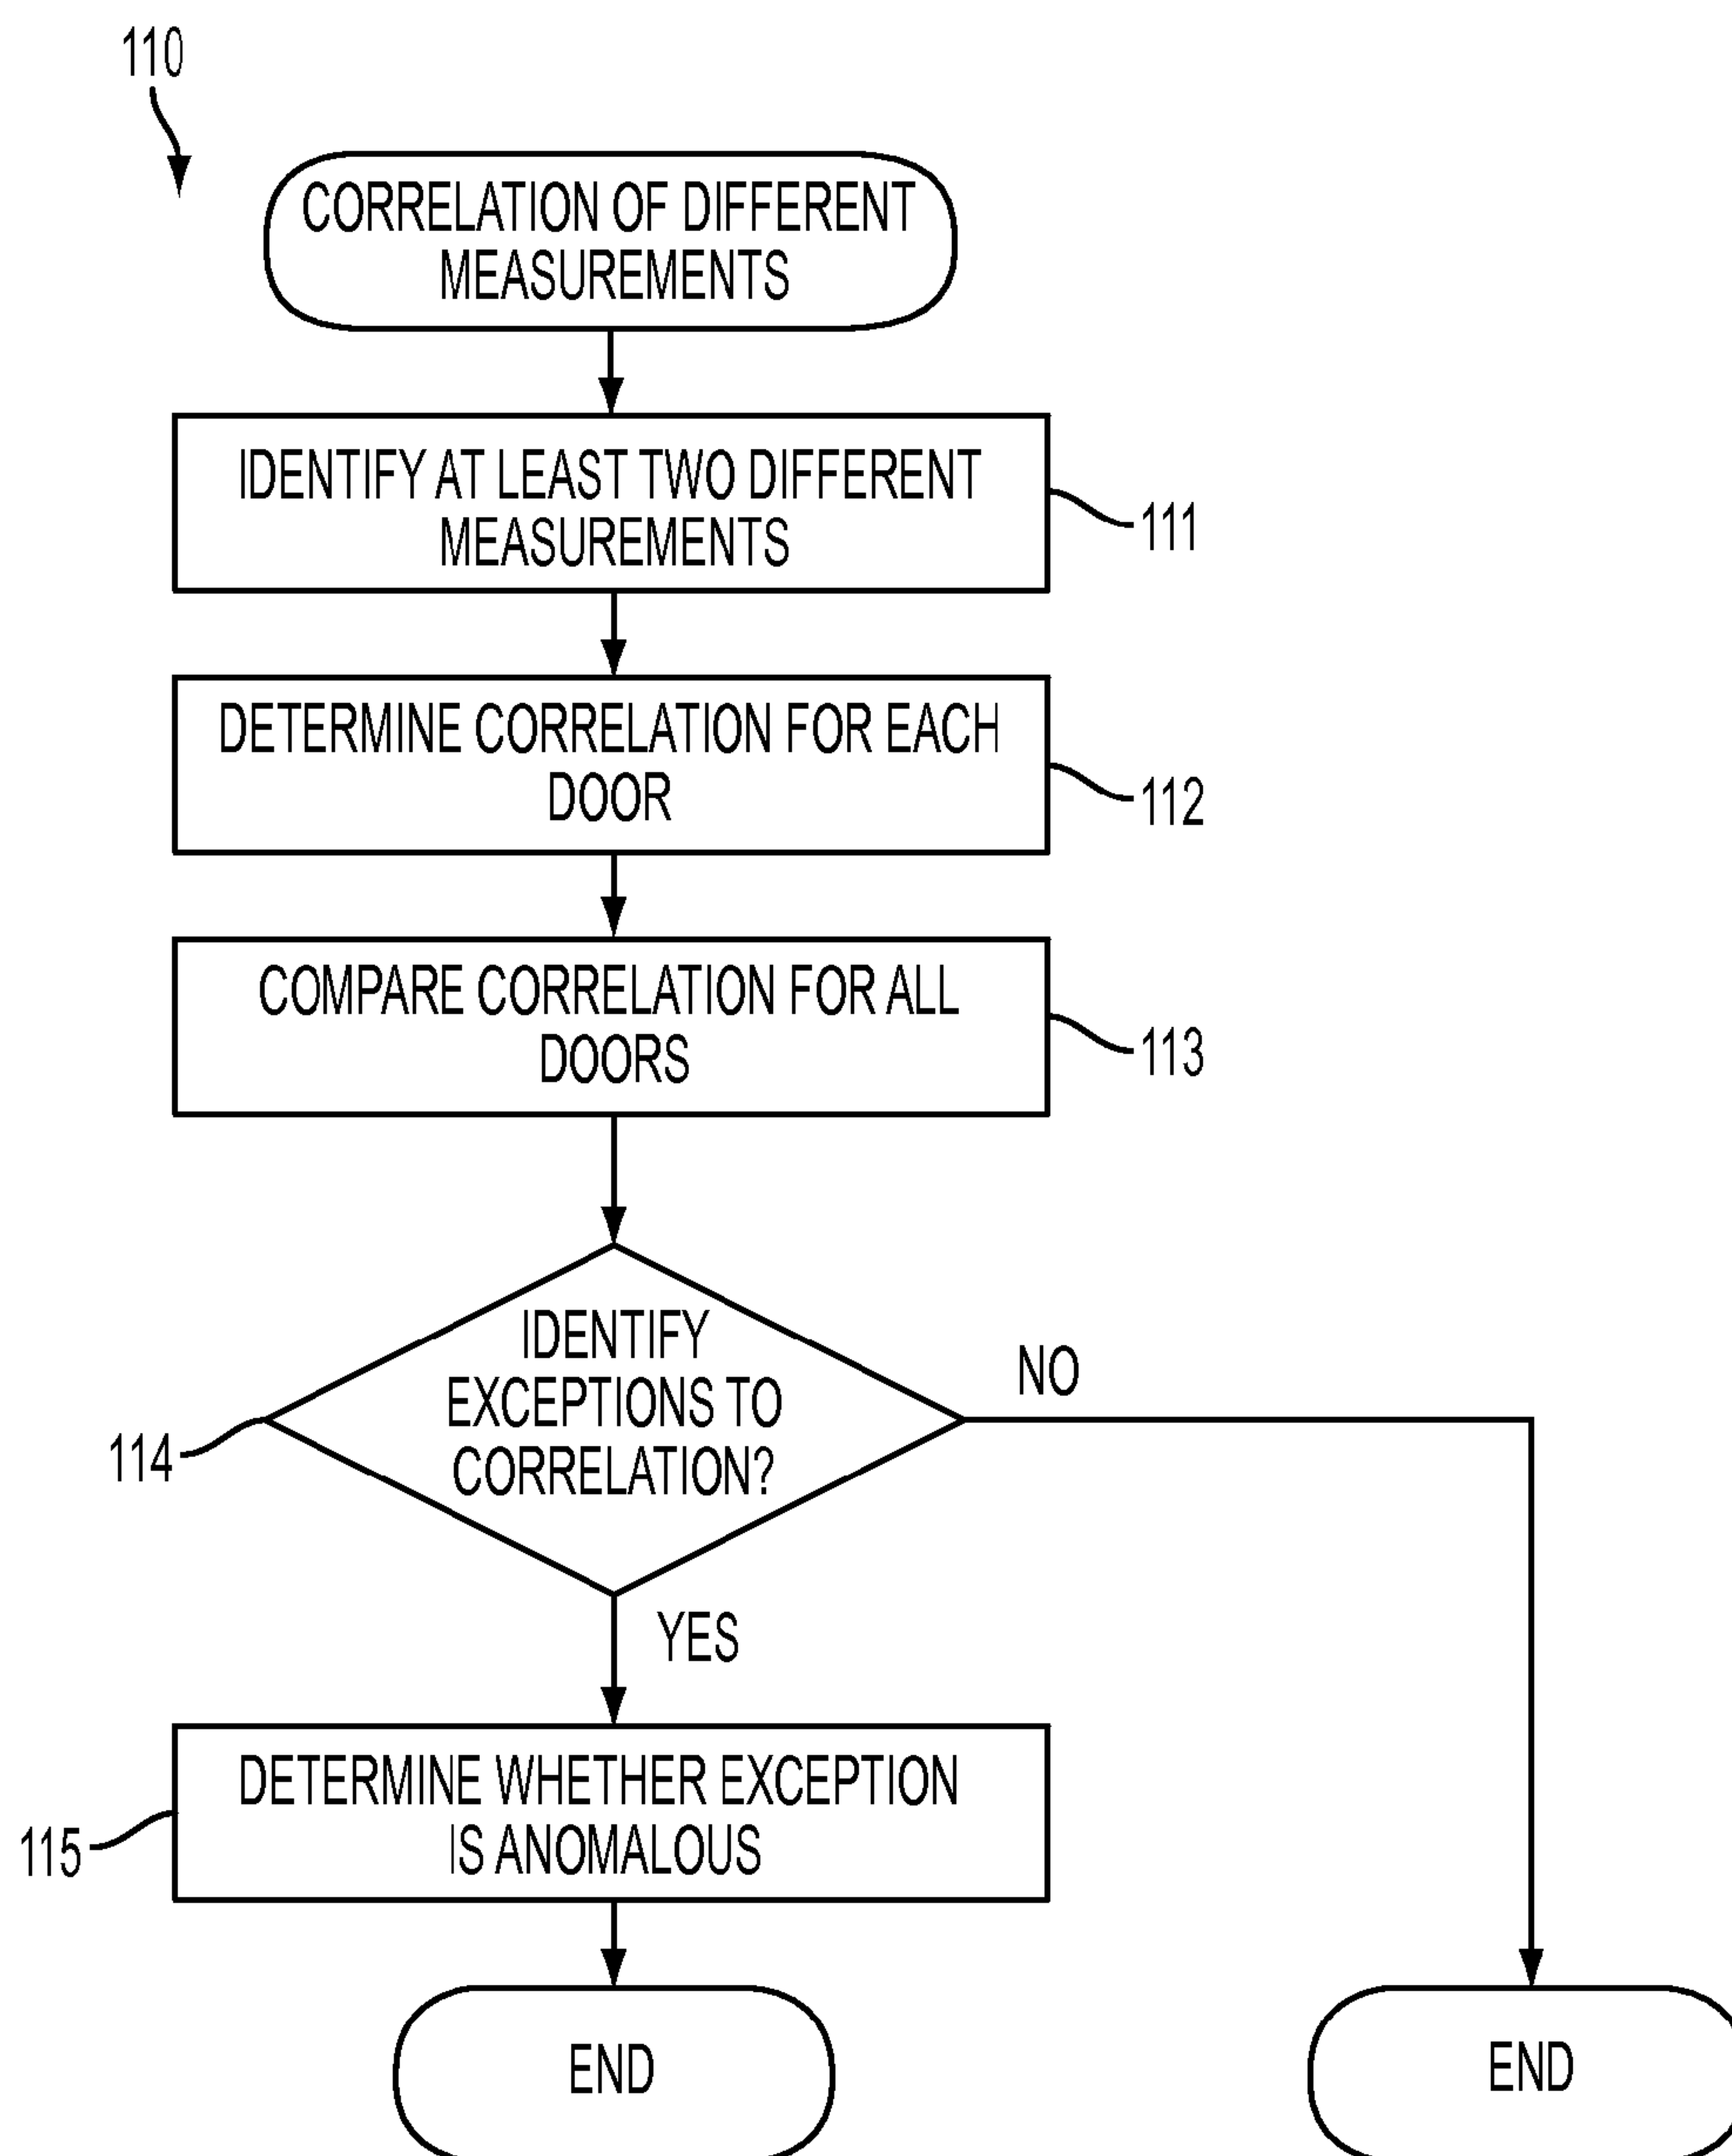 110
CORRELATION OF DIFFERENT
MEASUREMENTS
IDENTIFY AT LEAST TWO DIFFERENT
MEASUREMENTS
111
DETERMINE CORRELATION FOR EACH
DOOR
112
COMPARE CORRELATION FOR ALL
DOORS
113
IDENTIFY
EXCEPTIONS TO
CORRELATION?
114
NO
YES
DETERMINE WHETHER EXCEPTION
IS ANOMALOUS
115
END
END